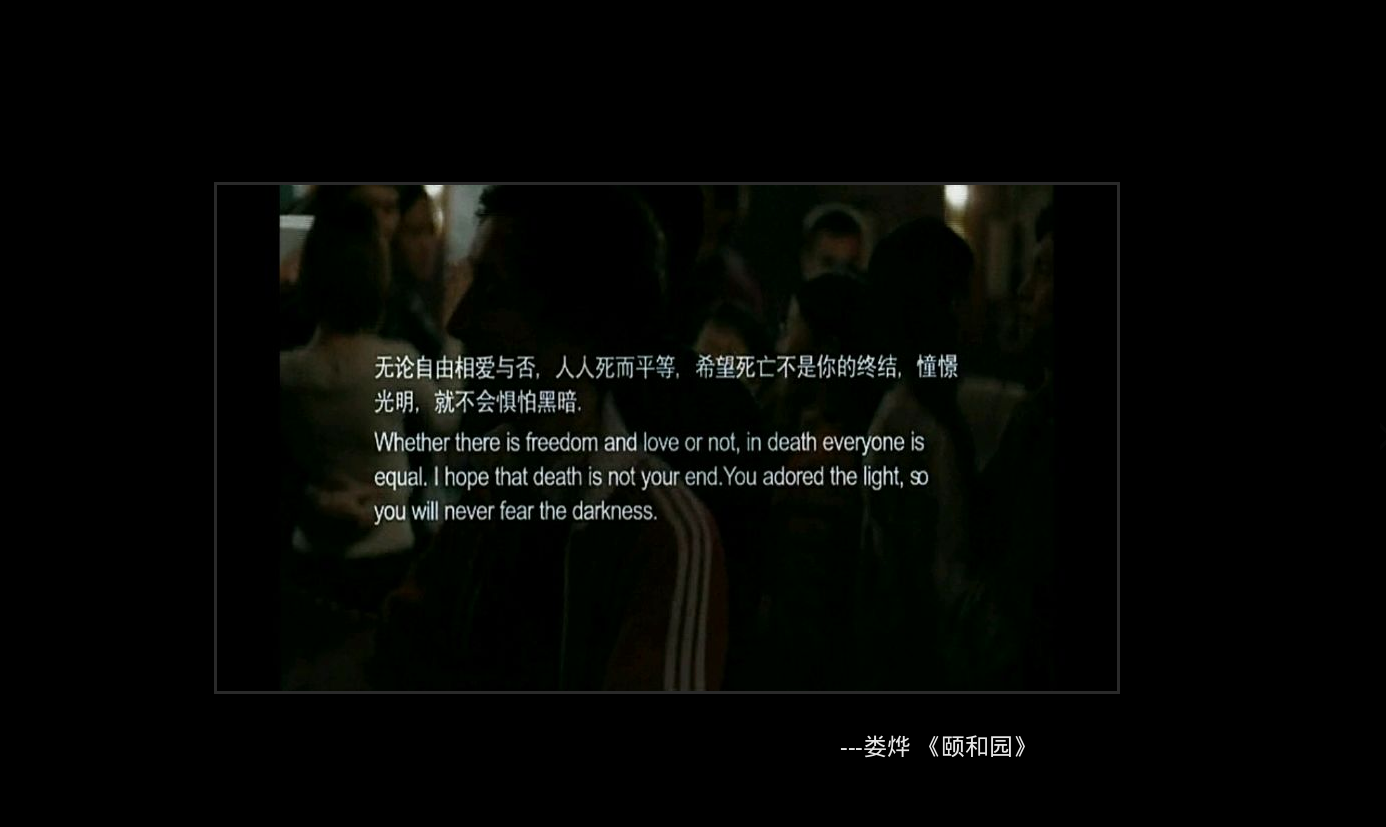 无论自由相爱与否，人人死而平等，希望死亡不是你的终结，憧憬
光明，就不会惧怕黑暗.
Whether there is freedom and love or not, in death everyone is
equal. I hope that death is not your end.You adored the light, so
you will never fear the darkness.
---娄烨 《颐和园》